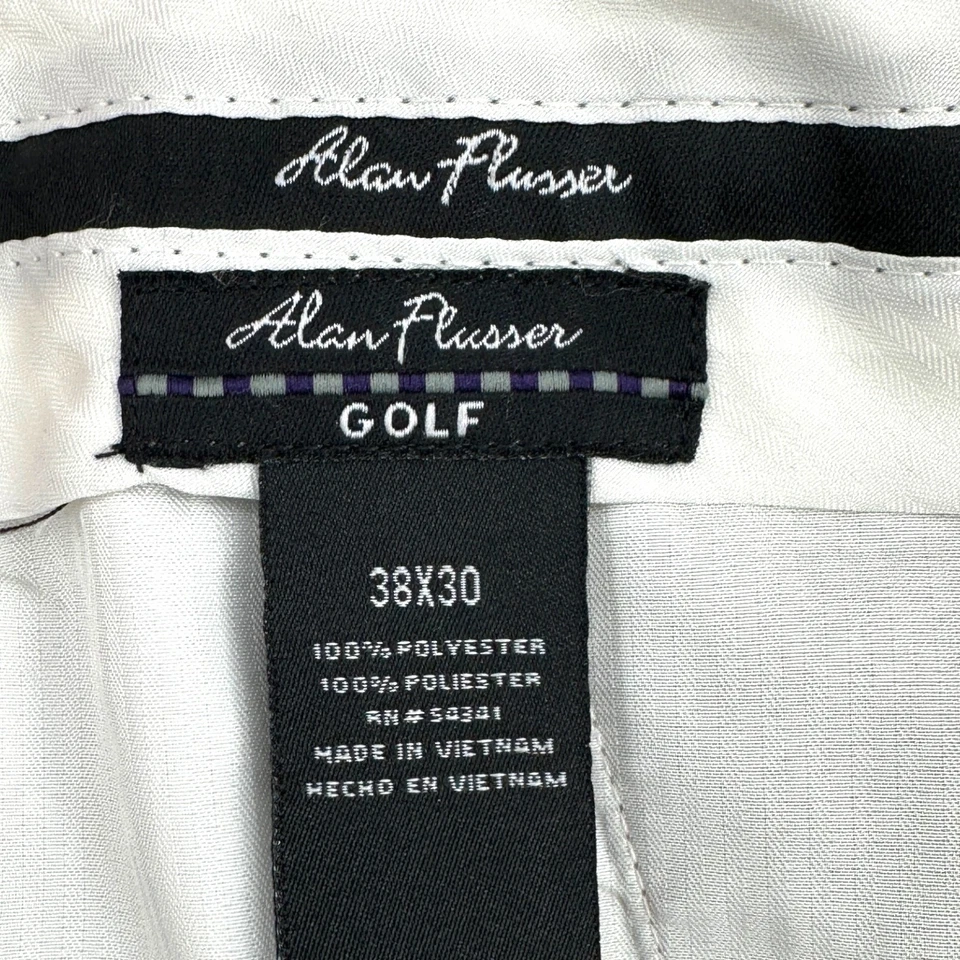 Alan Flusser
Alan Flusser
GOLF
38X30
100% POLYESTER
100% POLIESTER
RN# 54341
MADE IN VIETNAM
HECHO EN VIETNAM